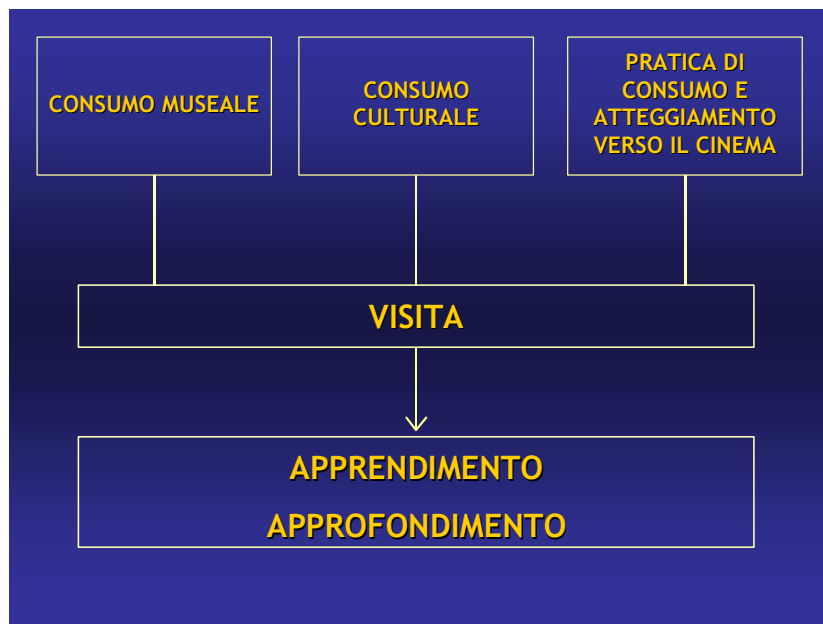 CONSUMO MUSEALE
CONSUMO
CULTURALE
PRATICA DI
CONSUMO E
ATTEGGIAMENTO
VERSO IL CINEMA
VISITA
APPRENDIMENTO
APPROFONDIMENTO